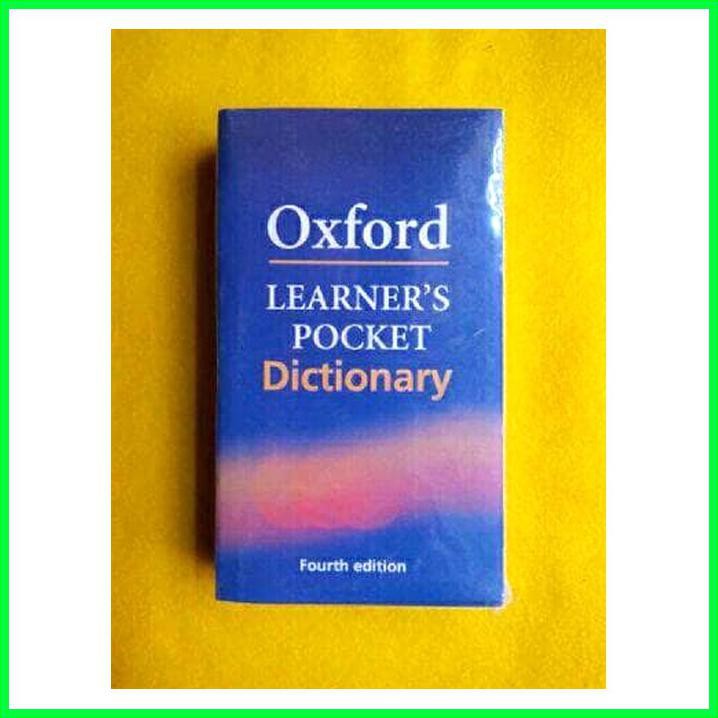 Oxford
LEARNER'S
POCKET
Dictionary
Fourth edition